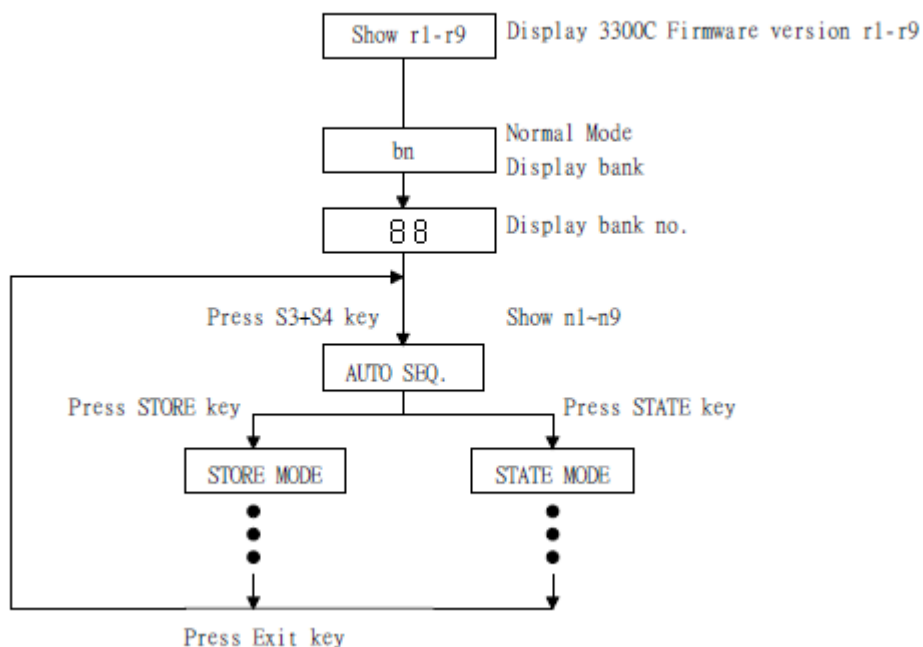 Show r1-r9
Display 3300C Firmware version r1-r9
bn
Normal Mode
Display bank
88
Display bank no.
Press S3+S4 key
Show n1~n9
AUTO SEQ.
Press STORE key
Press STATE key
STORE MODE
STATE MODE
Press Exit key